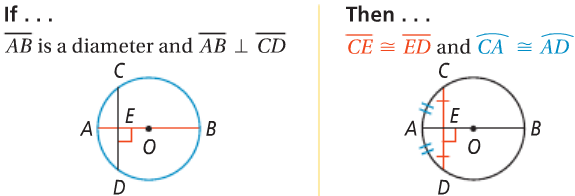 If . . .
AB is a diameter and AB ⊥ CD
C
E
A
B
O
D
Then . . .
CE ≅ ED and CA ≅ AD
C
E
A
B
O
D